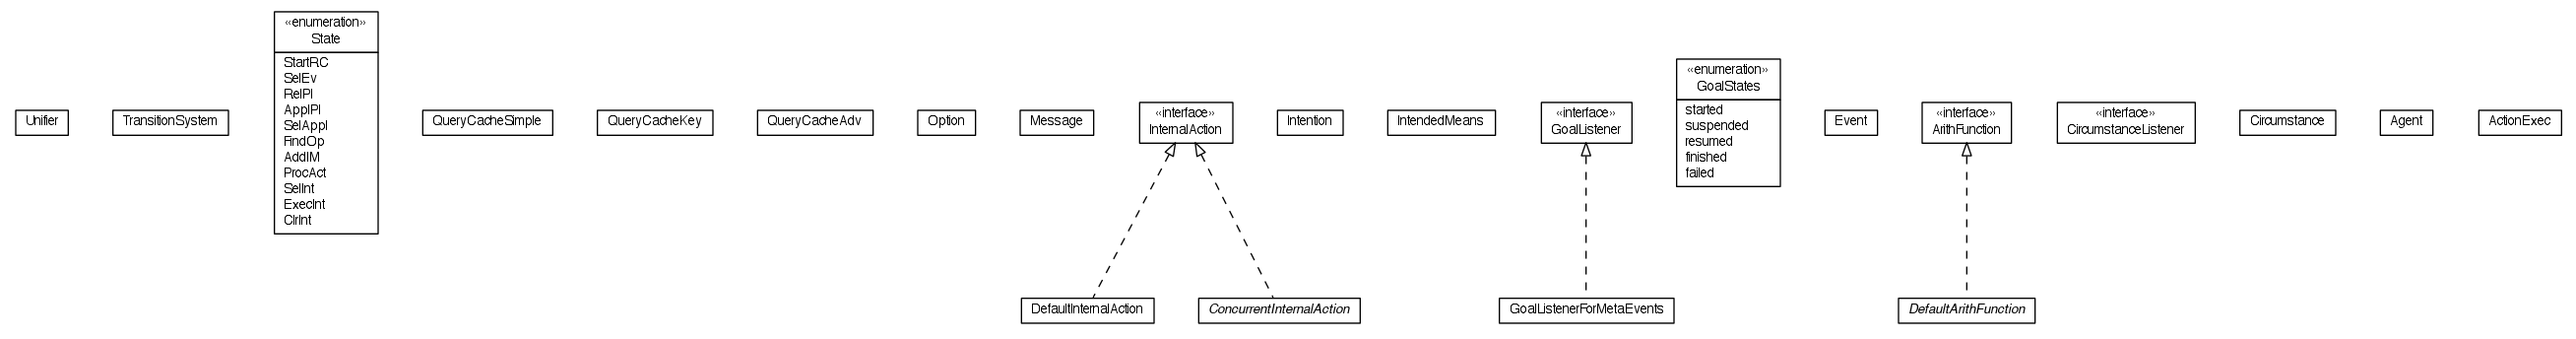 Unifier
TransitionSystem
«enumeration»
State
StartRC
SelEv
RelPl
ApplPl
SelAppl
FindOp
AddIM
ProcAct
SelInt
ExecInt
ClrInt
QueryCacheSimple
QueryCacheKey
QueryCacheAdv
Option
Message
«interface»
InternalAction
Intention
IntendedMeans
«interface»
GoalListener
«enumeration»
GoalStates
started
suspended
resumed
finished
failed
Event
«interface»
ArithFunction
«interface»
CircumstanceListener
Circumstance
Agent
ActionExec
DefaultInternalAction
ConcurrentInternalAction
GoalListenerForMetaEvents
DefaultArithFunction